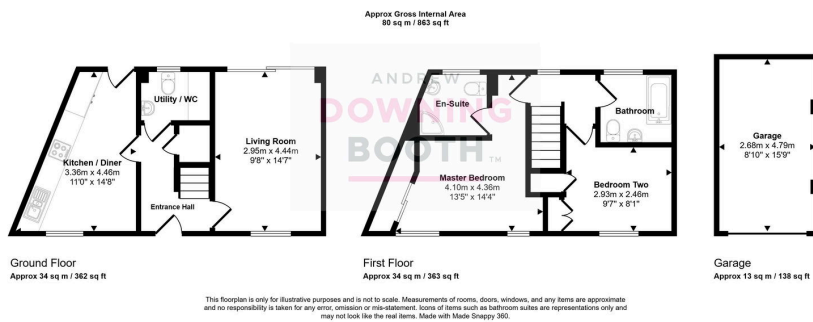 Approx Gross Internal Area
80 sq m / 863 sq ft
ANDREW
DOWNING
BOOTH™
Utility / WC
Kitchen / Diner
3.36m x 4.46m
11'0" x 14'8"
Living Room
2.95m x 4.44m
9'8" x 14'7"
Entrance Hall
En-Suite
Bathroom
Master Bedroom
4.10m x 4.36m
13'5" x 14'4"
Bedroom Two
2.93m x 2.46m
9'7" x 8'1"
Garage
2.68m x 4.79m
8'10" x 15'9"
Ground Floor
Approx 34 sq m / 362 sq ft
First Floor
Approx 34 sq m / 363 sq ft
Garage
Approx 13 sq m / 138 sq ft
This floorplan is only for illustrative purposes and is not to scale. Measurements of rooms, doors, windows, and any items are approximate
and no responsibility is taken for any error, omission or mis-statement. Icons of items such as bathroom suites are representations only and
may not look like the real items. Made with Made Snappy 360.